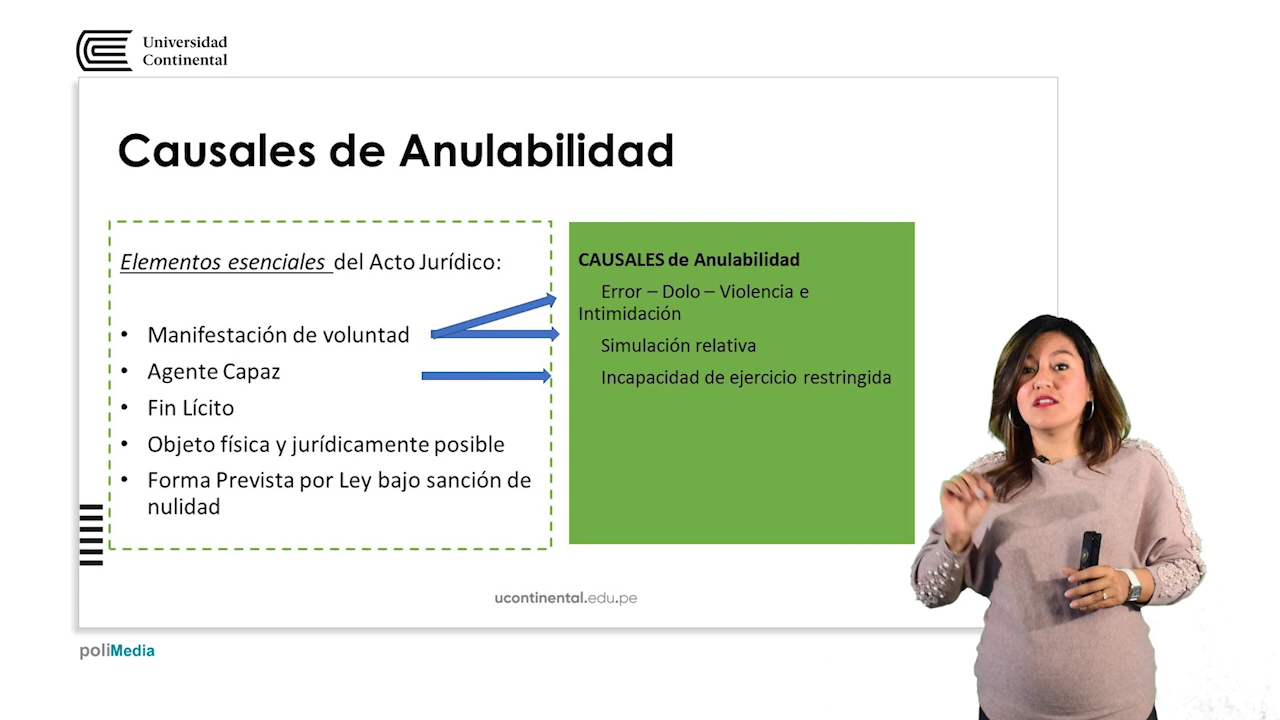 Universidad
Continental
Causales de Anulabilidad
Elementos esenciales del Acto Jurídico:
• Manifestación de voluntad
• Agente Capaz
• Fin Lícito
• Objeto física y jurídicamente posible
• Forma Prevista por Ley bajo sanción de
nulidad
CAUSALES de Anulabilidad
Error – Dolo – Violencia e
Intimidación
Simulación relativa
Incapacidad de ejercicio restringida
ucontinental.edu.pe
poliMedia